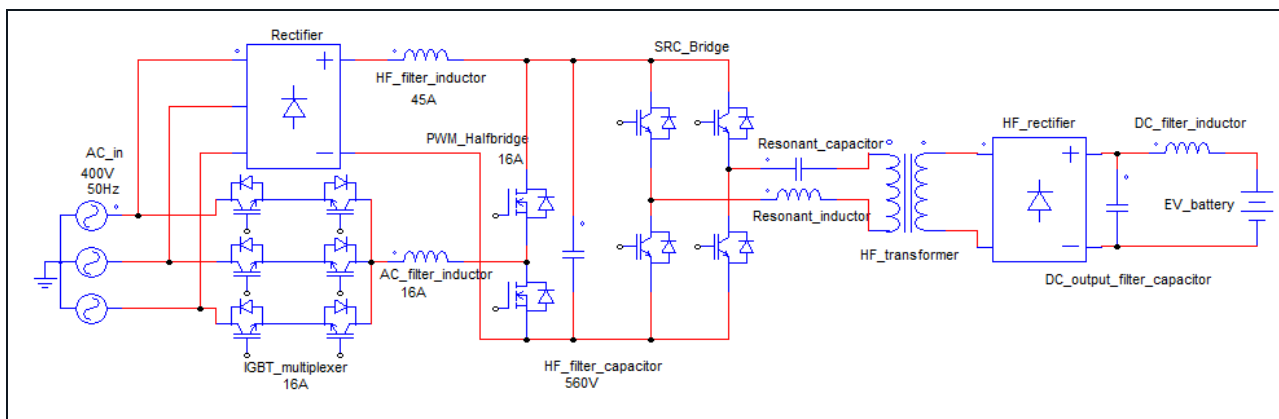 Rectifier
HF_filter_inductor
45A
SRC_Bridge
PWM_Halfbridge
16A
AC_in
400V
50Hz
Resonant_capacitor
HF_rectifier
DC_filter_inductor
Resonant_inductor
EV_battery
AC_filter_inductor
16A
HF_transformer
DC_output_filter_capacitor
IGBT_multiplexer
16A
HF_filter_capacitor
560V